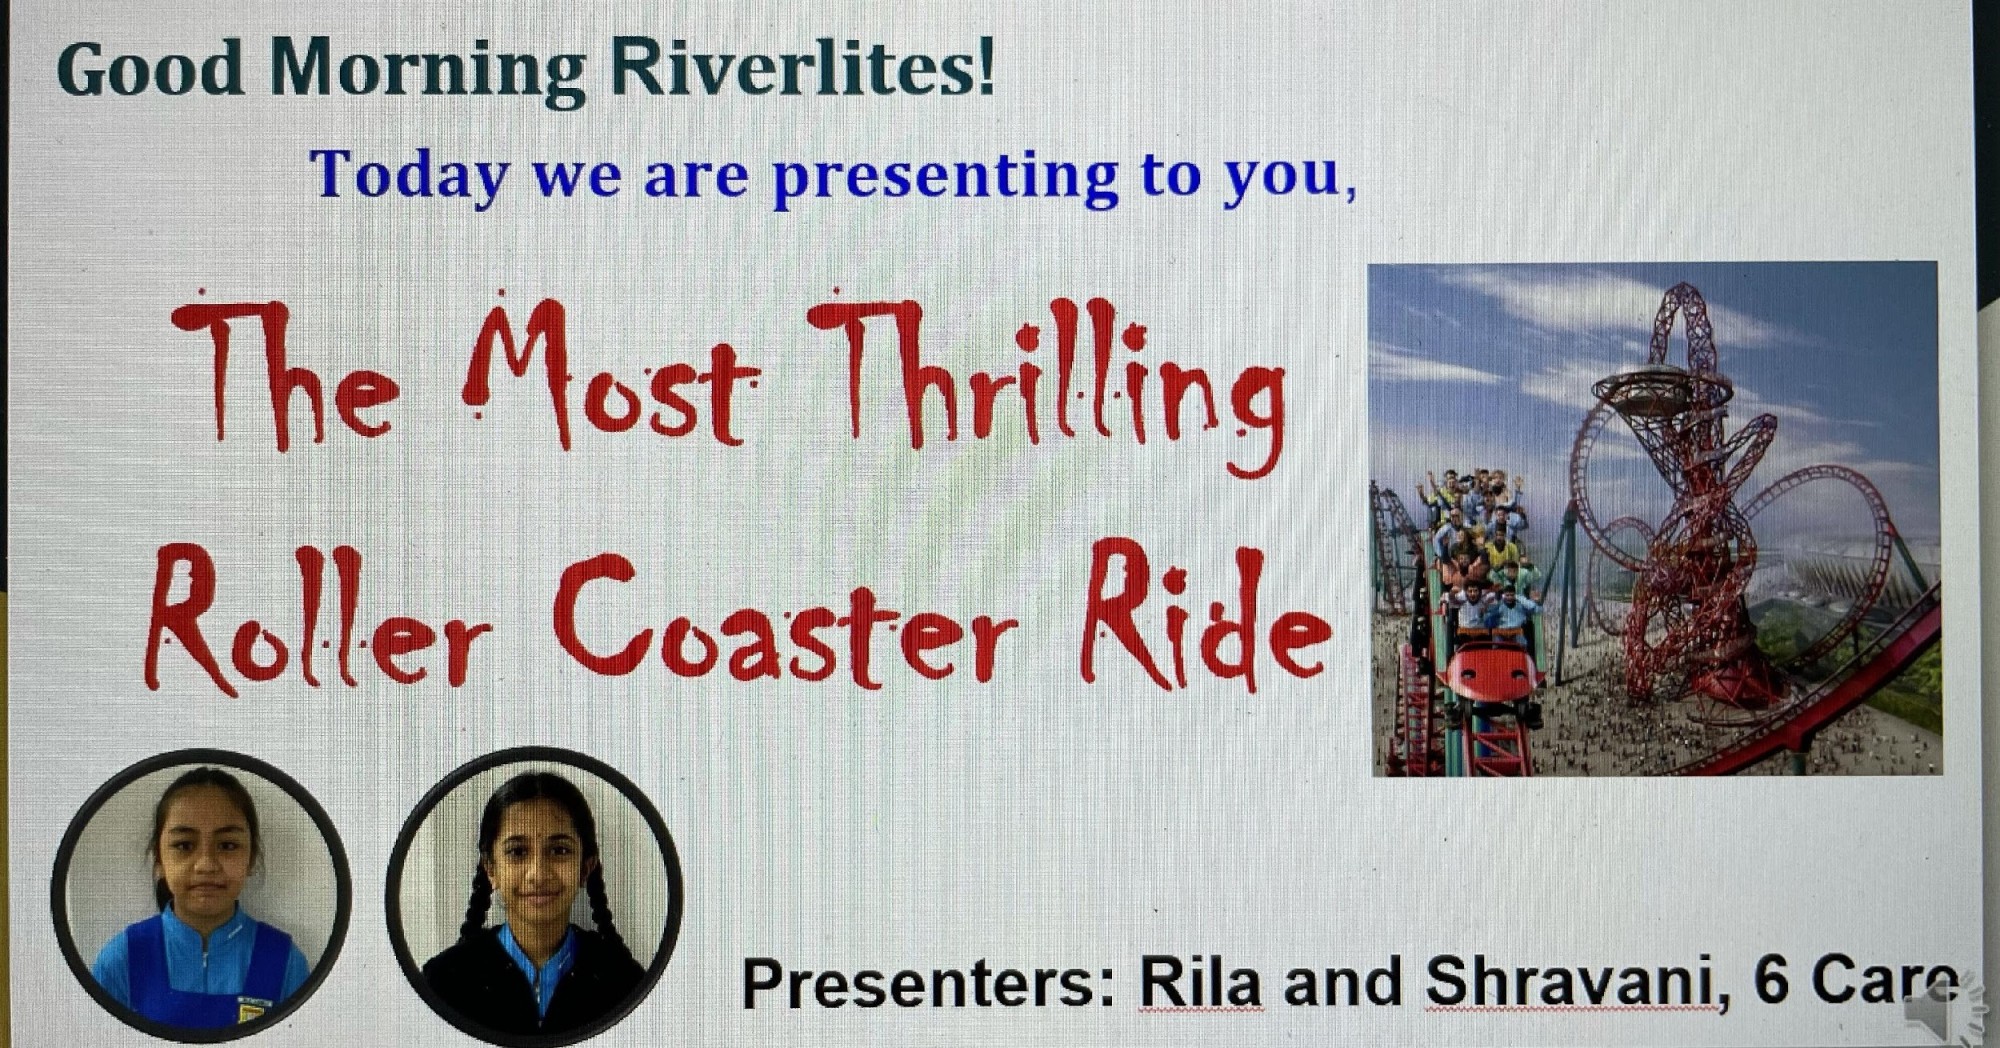 Good Morning Riverlites!
Today we are presenting to you,
The Most Thrilling
Roller Coaster Ride
Presenters: Rila and Shravani, 6 Care